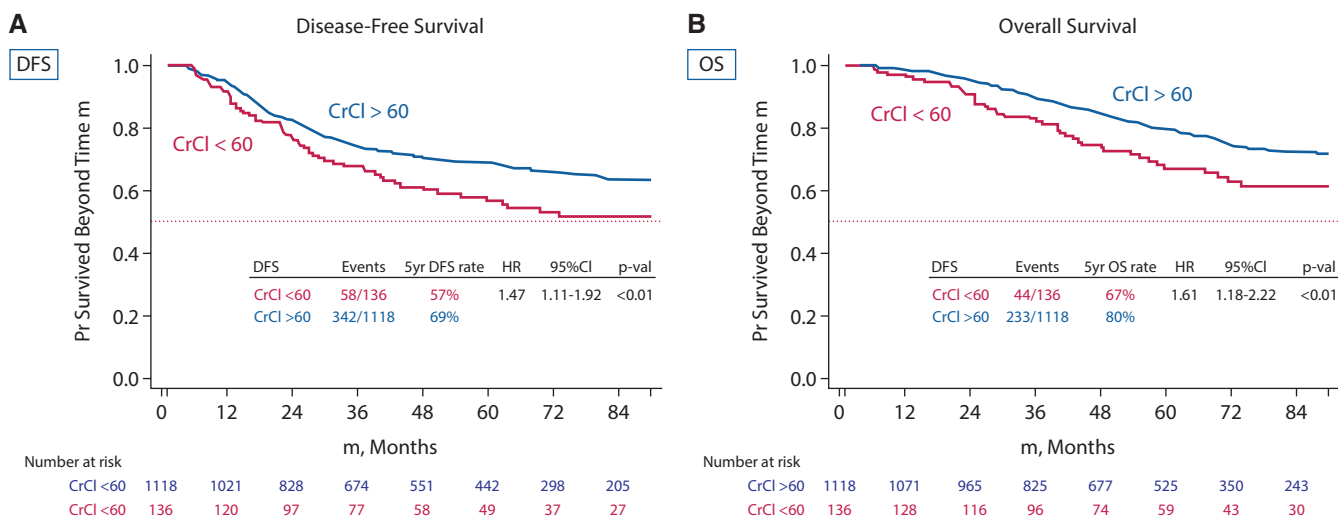 A
Disease-Free Survival
DFS
Pr Survived Beyond Time m
1.0
0.8
0.6
0.4
0.2
0.0
CrCl > 60
CrCl < 60
DFS Events 5yr DFS rate HR 95%CI p-val
CrCl <60 58/136 57% 1.47 1.11-1.92 <0.01
CrCl >60 342/1118 69%
0 12 24 36 48 60 72 84
m, Months
Number at risk
CrCl <60 1118 1021 828 674 551 442 298 205
CrCl <60 136 120 97 77 58 49 37 27
B
Overall Survival
OS
Pr Survived Beyond Time m
1.0
0.8
0.6
0.4
0.2
0.0
CrCl > 60
CrCl < 60
DFS Events 5yr OS rate HR 95%CI p-val
CrCl <60 44/136 67% 1.61 1.18-2.22 <0.01
CrCl >60 233/1118 80%
0 12 24 36 48 60 72 84
m, Months
Number at risk
CrCl >60 1118 1071 965 825 677 525 350 243
CrCl <60 136 128 116 96 74 59 43 30